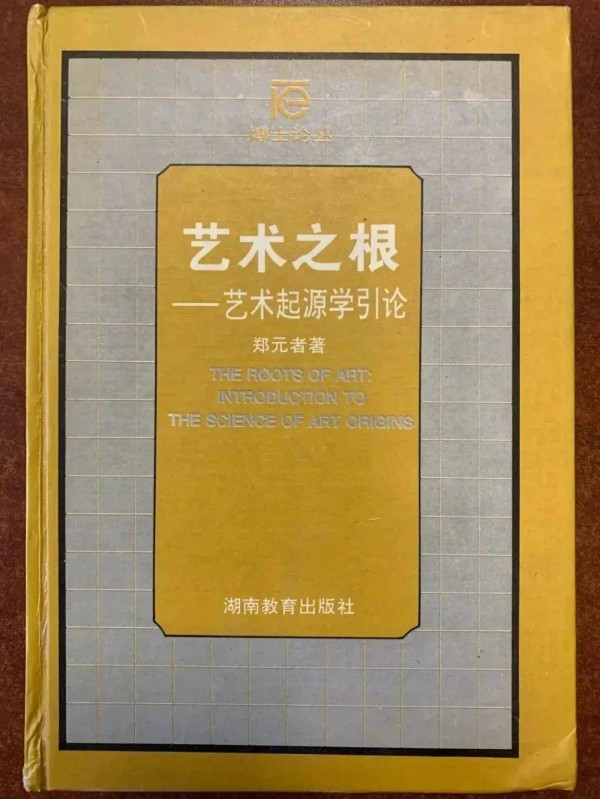 博士论丛
艺术之根
——艺术起源学引论
郑元者著
THE ROOTS OF ART:
INTRODUCTION TO
THE SCIENCE OF ART ORIGINS
湖南教育出版社